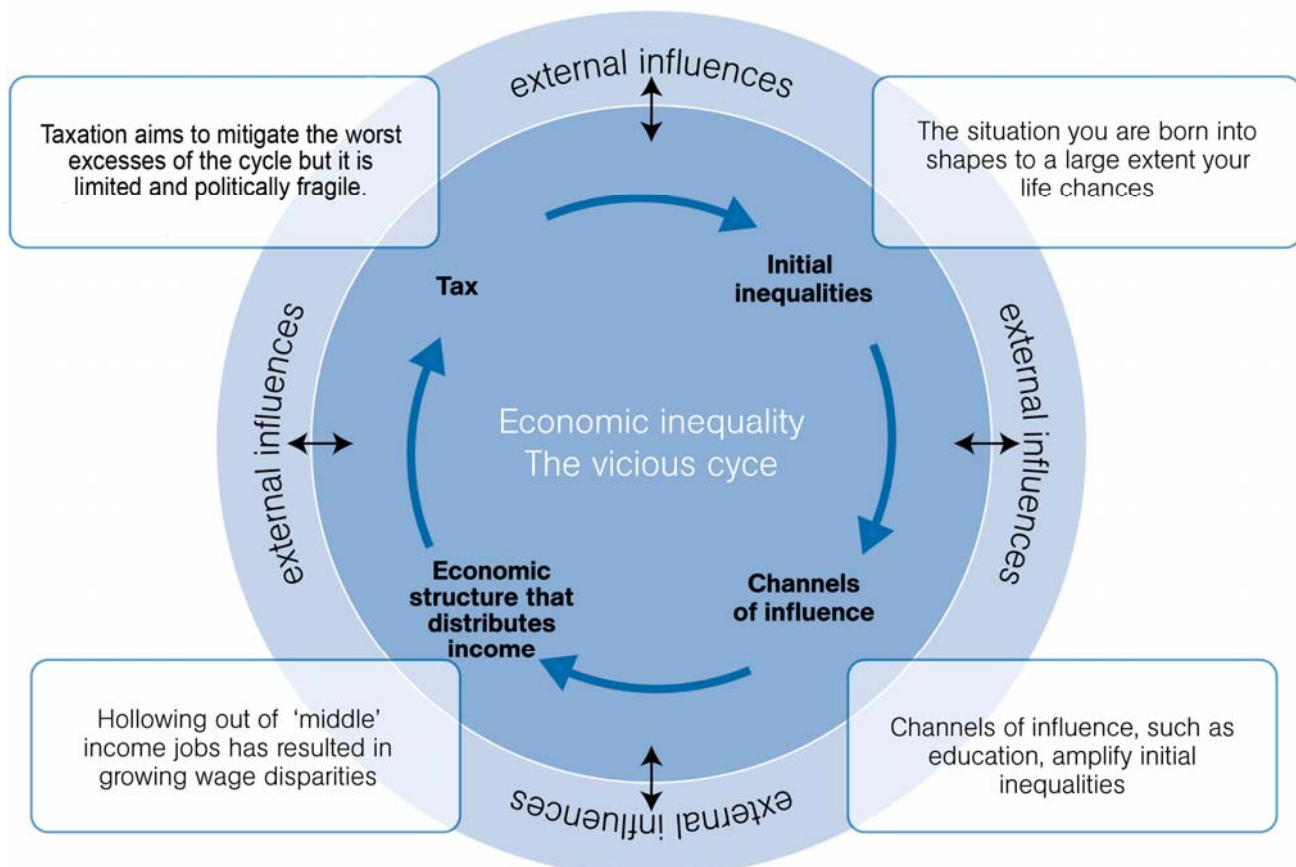 external influences
Taxation aims to mitigate the worst
excesses of the cycle but it is
limited and politically fragile.
The situation you are born into
shapes to a large extent your
life chances
Tax
Initial
inequalities
external influences
external influences
Economic inequality
The vicious cyce
Economic
structure that
distributes
income
Channels
of influence
Hollowing out of 'middle'
income jobs has resulted in
growing wage disparities
Channels of influence, such as
education, amplify initial
inequalities
external influences